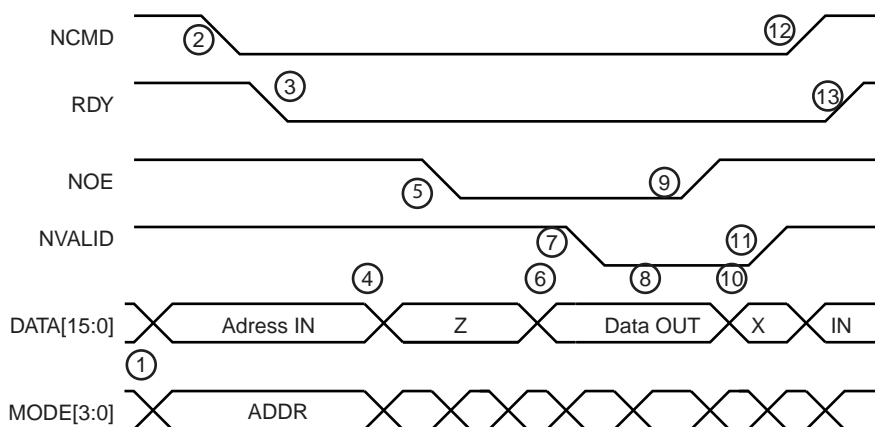 NCMD ② ⑫
RDY ③ ⑬
NOE ⑤ ⑨
NVALID ⑦ ⑪
④ ⑥ ⑧ ⑩
DATA[15:0] Adress IN Z Data OUT X IN
①
MODE[3:0] ADDR